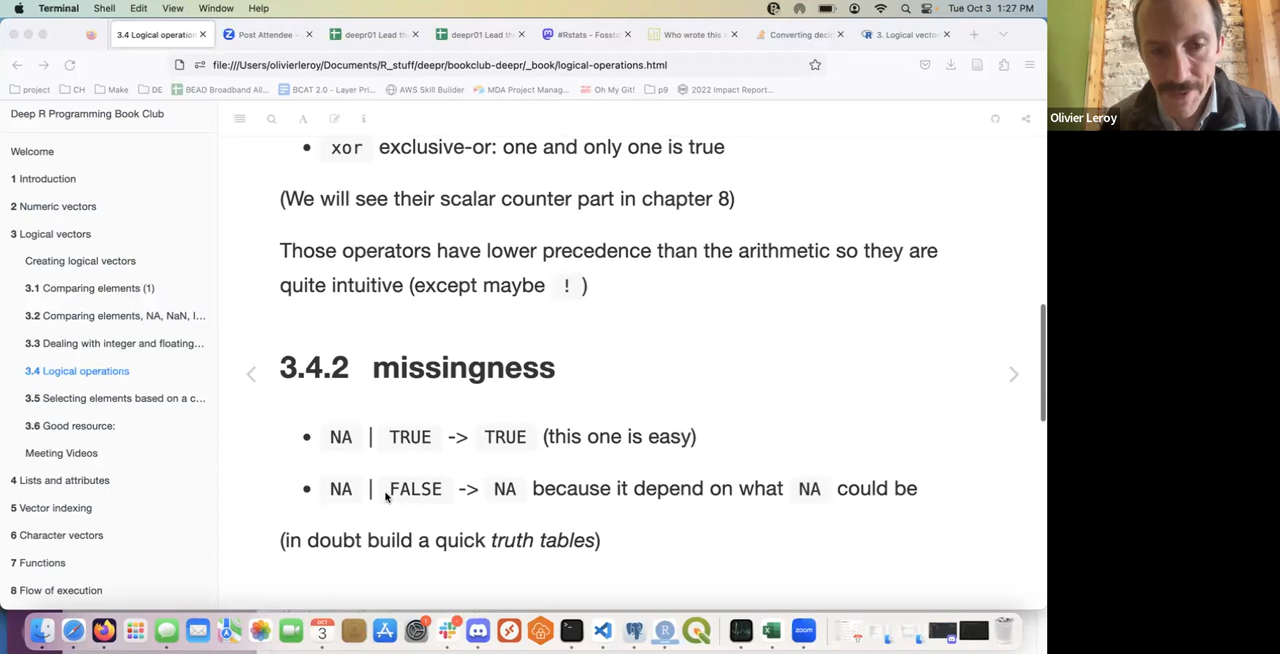 Terminal Shell Edit View Window Help Tue Oct 3 1:27 PM
3.4 Logical operation Post Attendee - deepr01 Lead th deepr01 Lead th #Rstats - Fosst Who wrote this Converting deci 3. Logical vecto
file:///Users/olivierleroy/Documents/R_stuff/deepr/bookclub-deepr/_book/logical-operations.html
project CH Make DE BEAD Broadband All... BCAT 2.0 - Layer Pri... AWS Skill Builder MDA Project Manag... Oh My Git! p9 2022 Impact Report...
Deep R Programming Book Club
Welcome
1 Introduction
2 Numeric vectors
3 Logical vectors
Creating logical vectors
3.1 Comparing elements (1)
3.2 Comparing elements, NA, NaN, I...
3.3 Dealing with integer and floating...
3.4 Logical operations
3.5 Selecting elements based on a c...
3.6 Good resource:
Meeting Videos
4 Lists and attributes
5 Vector indexing
6 Character vectors
7 Functions
8 Flow of execution
• xor exclusive-or: one and only one is true
(We will see their scalar counter part in chapter 8)
Those operators have lower precedence than the arithmetic so they are
quite intuitive (except maybe ! )
3.4.2 missingness
• NA | TRUE -> TRUE (this one is easy)
• NA | FALSE -> NA because it depend on what NA could be
(in doubt build a quick truth tables)
Olivier Leroy
OCT
3
zoom